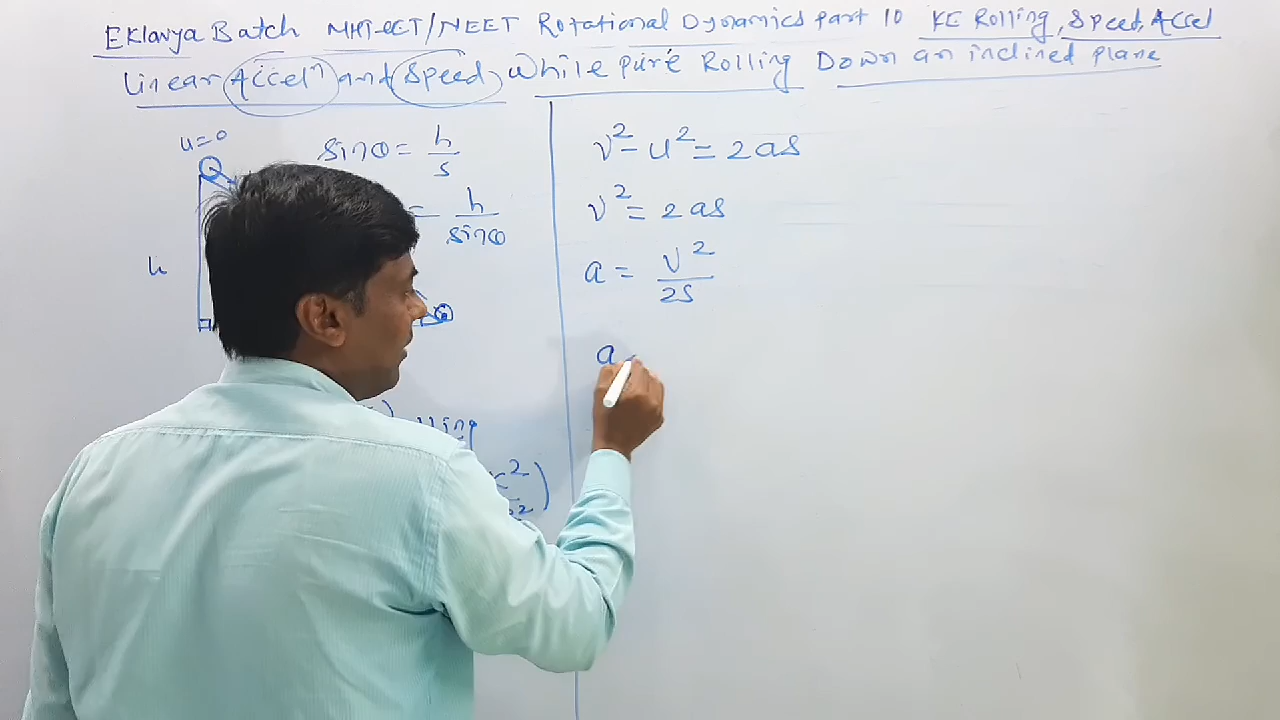 Eklavya Batch MHT-CET/NEET Rotational Dynamics Part 10 KE Rolling, Speed, Accel
Linear Accelⁿ and Speed, While pure Rolling Down an inclined plane
u=0
sinθ = h/s
= h/sinθ
h
v² - u² = 2as
v² = 2as
a = v²/2s
a